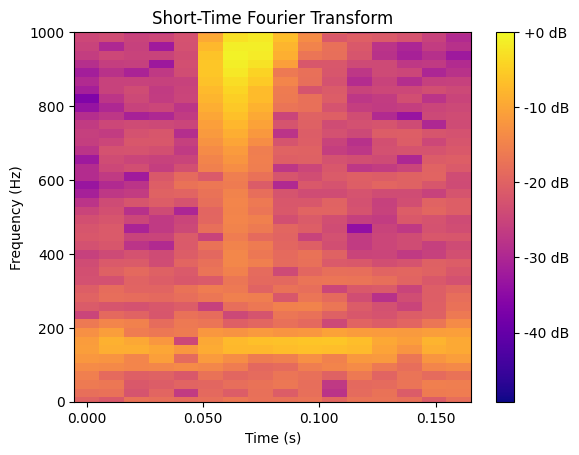 Short-Time Fourier Transform
1000
800
600
400
200
0
Frequency (Hz)
0.000
0.050
0.100
0.150
Time (s)
+0 dB
-10 dB
-20 dB
-30 dB
-40 dB